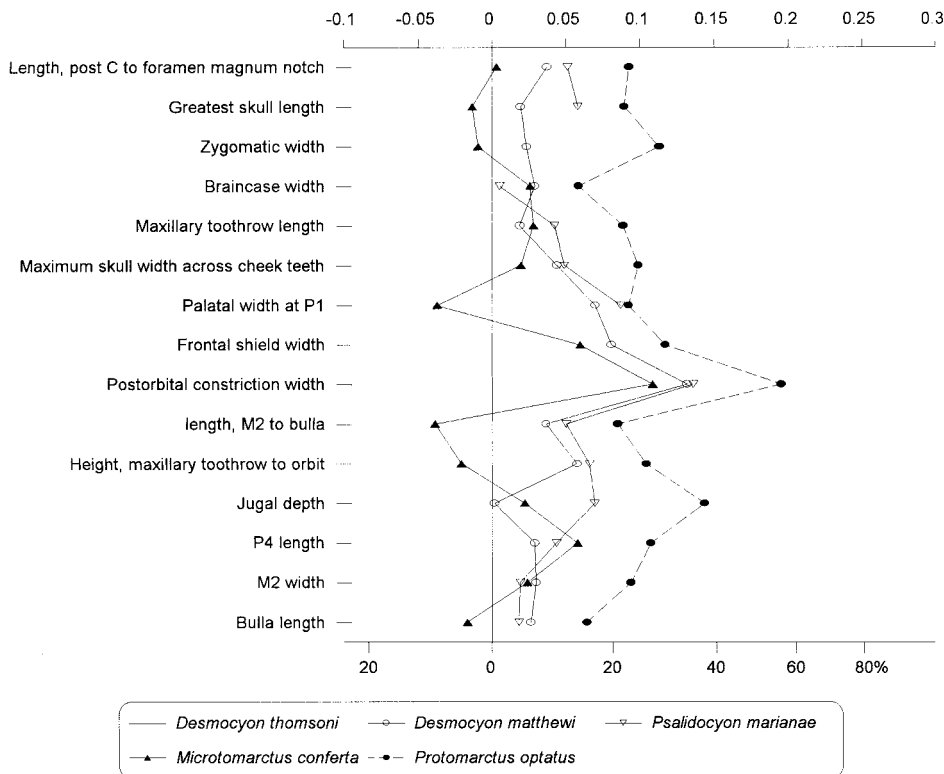 -0.1 -0.05 0 0.05 0.1 0.15 0.2 0.25 0.3
Length, post C to foramen magnum notch
Greatest skull length
Zygomatic width
Braincase width
Maxillary toothrow length
Maximum skull width across cheek teeth
Palatal width at P1
Frontal shield width
Postorbital constriction width
length, M2 to bulla
Height, maxillary toothrow to orbit
Jugal depth
P4 length
M2 width
Bulla length
20 0 20 40 60 80%
Desmocyon thomsoni Desmocyon matthewi Psalidocyon marianae
Microtomarctus conferta Protomarctus optatus